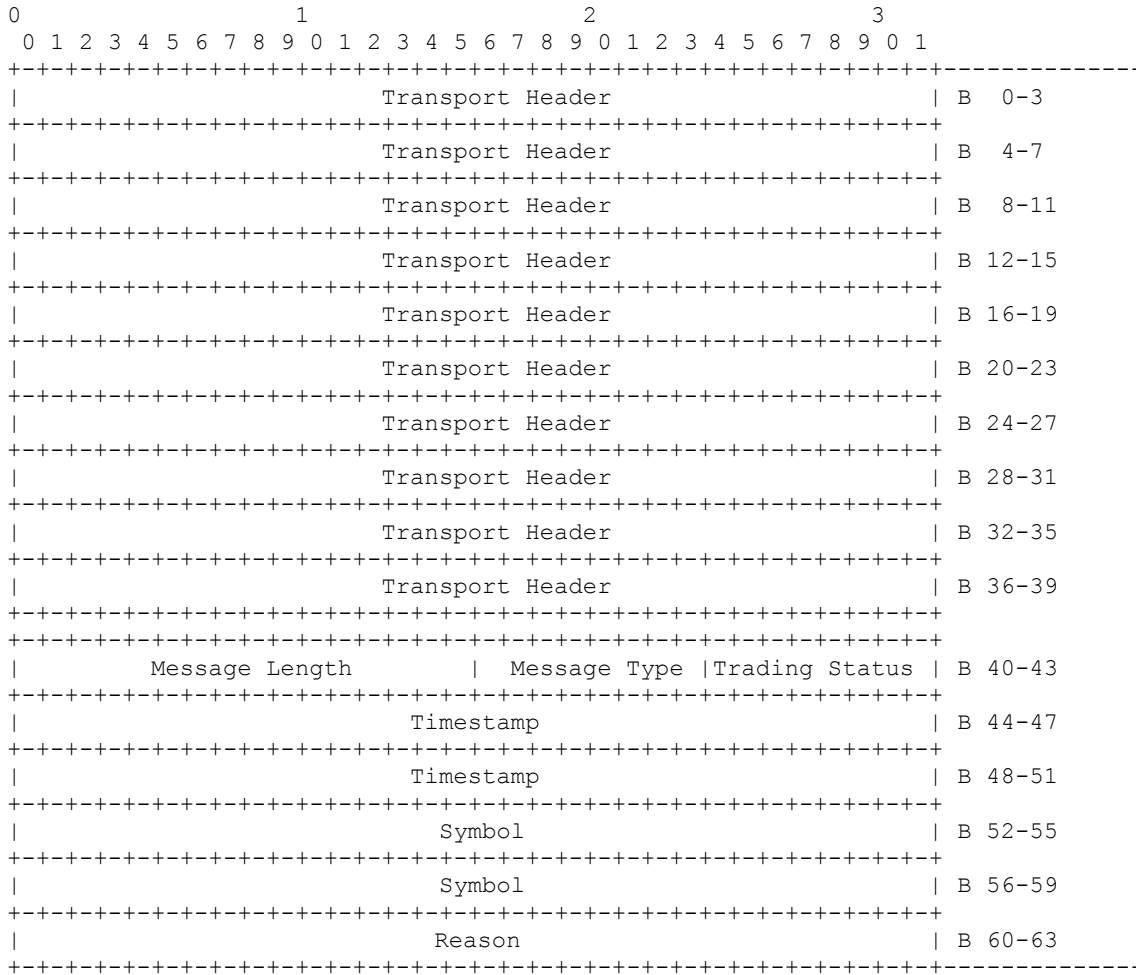 0                   1                   2                   3
 0 1 2 3 4 5 6 7 8 9 0 1 2 3 4 5 6 7 8 9 0 1 2 3 4 5 6 7 8 9 0 1
+-+-+-+-+-+-+-+-+-+-+-+-+-+-+-+-+-+-+-+-+-+-+-+-+-+-+-+-+-+-+-+-+--------------
|                         Transport Header                      | B  0-3
+-+-+-+-+-+-+-+-+-+-+-+-+-+-+-+-+-+-+-+-+-+-+-+-+-+-+-+-+-+-+-+-+
|                         Transport Header                      | B  4-7
+-+-+-+-+-+-+-+-+-+-+-+-+-+-+-+-+-+-+-+-+-+-+-+-+-+-+-+-+-+-+-+-+
|                         Transport Header                      | B  8-11
+-+-+-+-+-+-+-+-+-+-+-+-+-+-+-+-+-+-+-+-+-+-+-+-+-+-+-+-+-+-+-+-+
|                         Transport Header                      | B 12-15
+-+-+-+-+-+-+-+-+-+-+-+-+-+-+-+-+-+-+-+-+-+-+-+-+-+-+-+-+-+-+-+-+
|                         Transport Header                      | B 16-19
+-+-+-+-+-+-+-+-+-+-+-+-+-+-+-+-+-+-+-+-+-+-+-+-+-+-+-+-+-+-+-+-+
|                         Transport Header                      | B 20-23
+-+-+-+-+-+-+-+-+-+-+-+-+-+-+-+-+-+-+-+-+-+-+-+-+-+-+-+-+-+-+-+-+
|                         Transport Header                      | B 24-27
+-+-+-+-+-+-+-+-+-+-+-+-+-+-+-+-+-+-+-+-+-+-+-+-+-+-+-+-+-+-+-+-+
|                         Transport Header                      | B 28-31
+-+-+-+-+-+-+-+-+-+-+-+-+-+-+-+-+-+-+-+-+-+-+-+-+-+-+-+-+-+-+-+-+
|                         Transport Header                      | B 32-35
+-+-+-+-+-+-+-+-+-+-+-+-+-+-+-+-+-+-+-+-+-+-+-+-+-+-+-+-+-+-+-+-+
|                         Transport Header                      | B 36-39
+-+-+-+-+-+-+-+-+-+-+-+-+-+-+-+-+-+-+-+-+-+-+-+-+-+-+-+-+-+-+-+-+
+-+-+-+-+-+-+-+-+-+-+-+-+-+-+-+-+-+-+-+-+-+-+-+-+-+-+-+-+-+-+-+-+
|         Message Length        |  Message Type |Trading Status | B 40-43
+-+-+-+-+-+-+-+-+-+-+-+-+-+-+-+-+-+-+-+-+-+-+-+-+-+-+-+-+-+-+-+-+
|                           Timestamp                           | B 44-47
+-+-+-+-+-+-+-+-+-+-+-+-+-+-+-+-+-+-+-+-+-+-+-+-+-+-+-+-+-+-+-+-+
|                           Timestamp                           | B 48-51
+-+-+-+-+-+-+-+-+-+-+-+-+-+-+-+-+-+-+-+-+-+-+-+-+-+-+-+-+-+-+-+-+
|                             Symbol                            | B 52-55
+-+-+-+-+-+-+-+-+-+-+-+-+-+-+-+-+-+-+-+-+-+-+-+-+-+-+-+-+-+-+-+-+
|                             Symbol                            | B 56-59
+-+-+-+-+-+-+-+-+-+-+-+-+-+-+-+-+-+-+-+-+-+-+-+-+-+-+-+-+-+-+-+-+
|                             Reason                            | B 60-63
+-+-+-+-+-+-+-+-+-+-+-+-+-+-+-+-+-+-+-+-+-+-+-+-+-+-+-+-+-+-+-+-+--------------